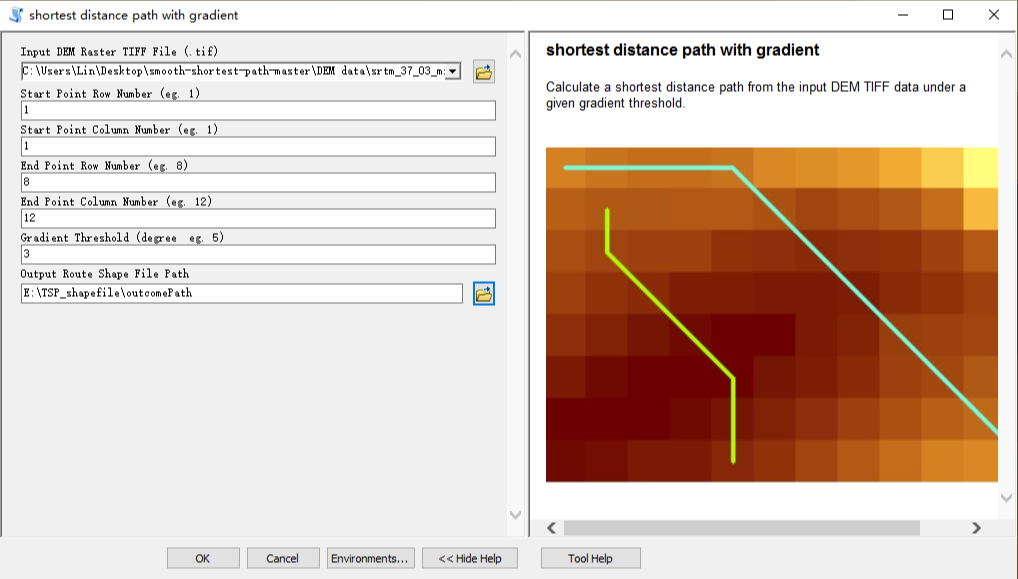 shortest distance path with gradient
Input DEM Raster TIFF File (.tif)
C:\Users\Lin\Desktop\smooth-shortest-path-master\DEM data\srtm_37_03_m:
Start Point Row Number (eg. 1)
1
Start Point Column Number (eg. 1)
1
End Point Row Number (eg. 8)
8
End Point Column Number (eg. 12)
12
Gradient Threshold (degree eg. 5)
3
Output Route Shape File Path
E:\TSP_shapefile\outcomePath
shortest distance path with gradient
Calculate a shortest distance path from the input DEM TIFF data under a
given gradient threshold.
OK
Cancel
Environments...
<< Hide Help
Tool Help